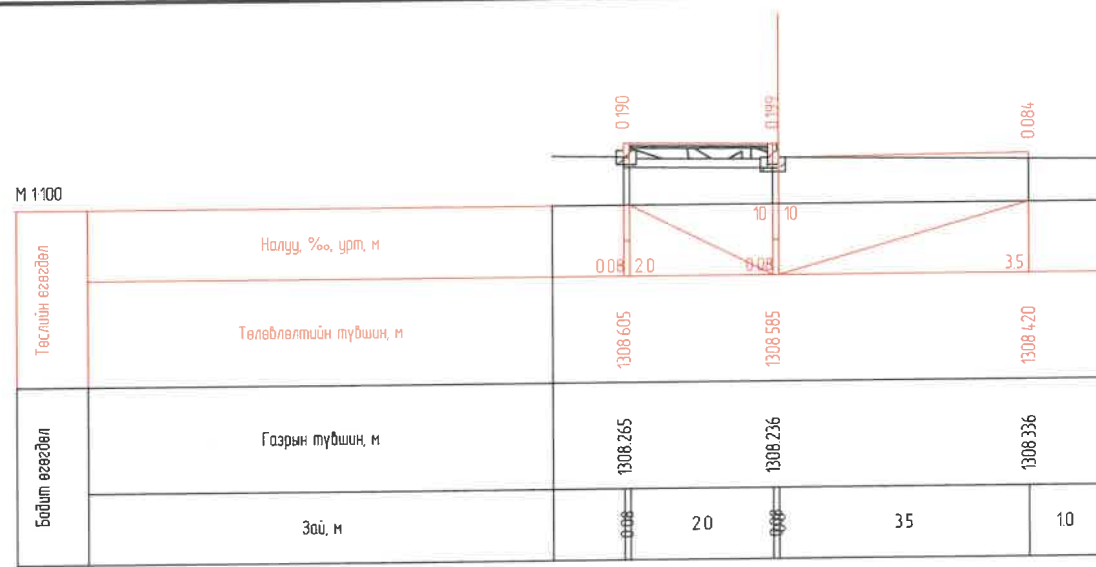 0.190
0.199
0.084
М 1:100
Төслийн өгөгдөл
Налуу, ‰, урт, м
10 10
0.08 2.0
0.08
3.5
Төлөвлөлтийн түвшин, м
1308.605
1308.585
1308.420
Бодит өгөгдөл
Газрын түвшин, м
1308.265
1308.236
1308.336
Зай, м
0.08
2.0
3.5
1.0